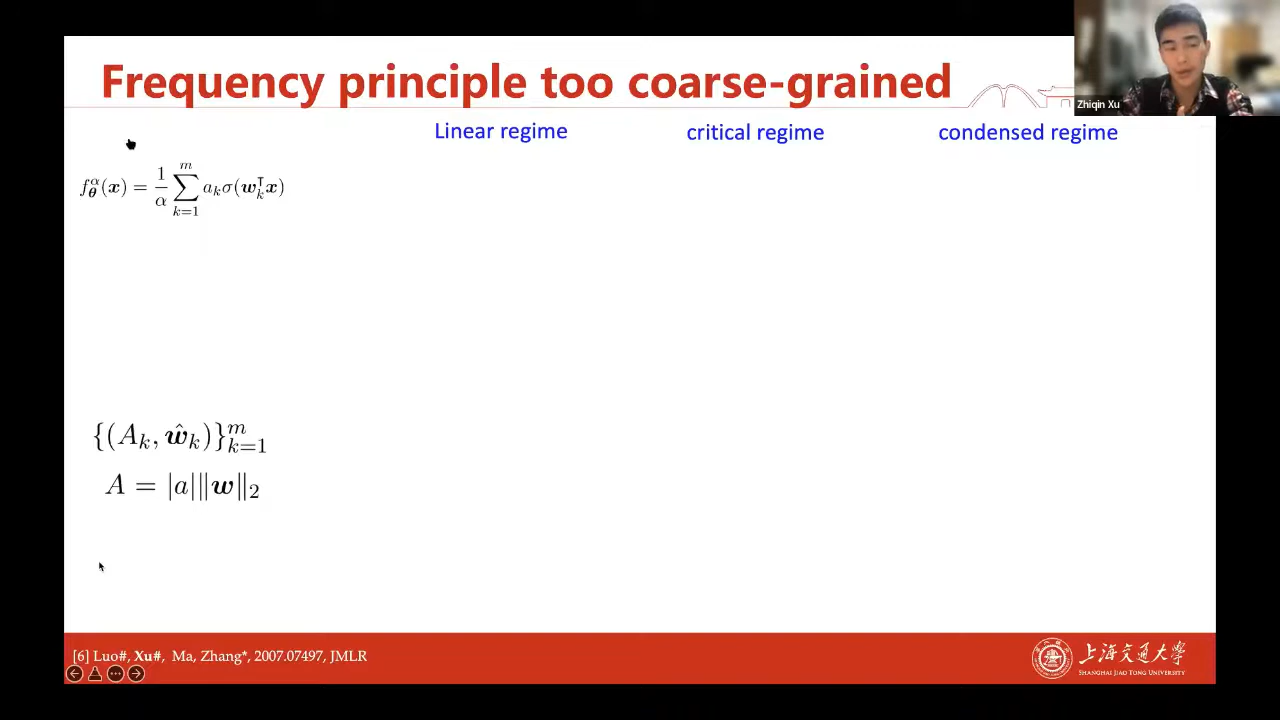 Frequency principle too coarse-grained
Zhiqin Xu
Linear regime critical regime condensed regime
f_θ^α(x) = 1/α ∑_{k=1}^{m} a_k σ(w_k^⊺ x)
{(A_k, ŵ_k)}_{k=1}^m
A = |a|‖w‖_2
[6] Luo#, Xu#, Ma, Zhang*, 2007.07497, JMLR
上海交通大学
SHANGHAI JIAO TONG UNIVERSITY